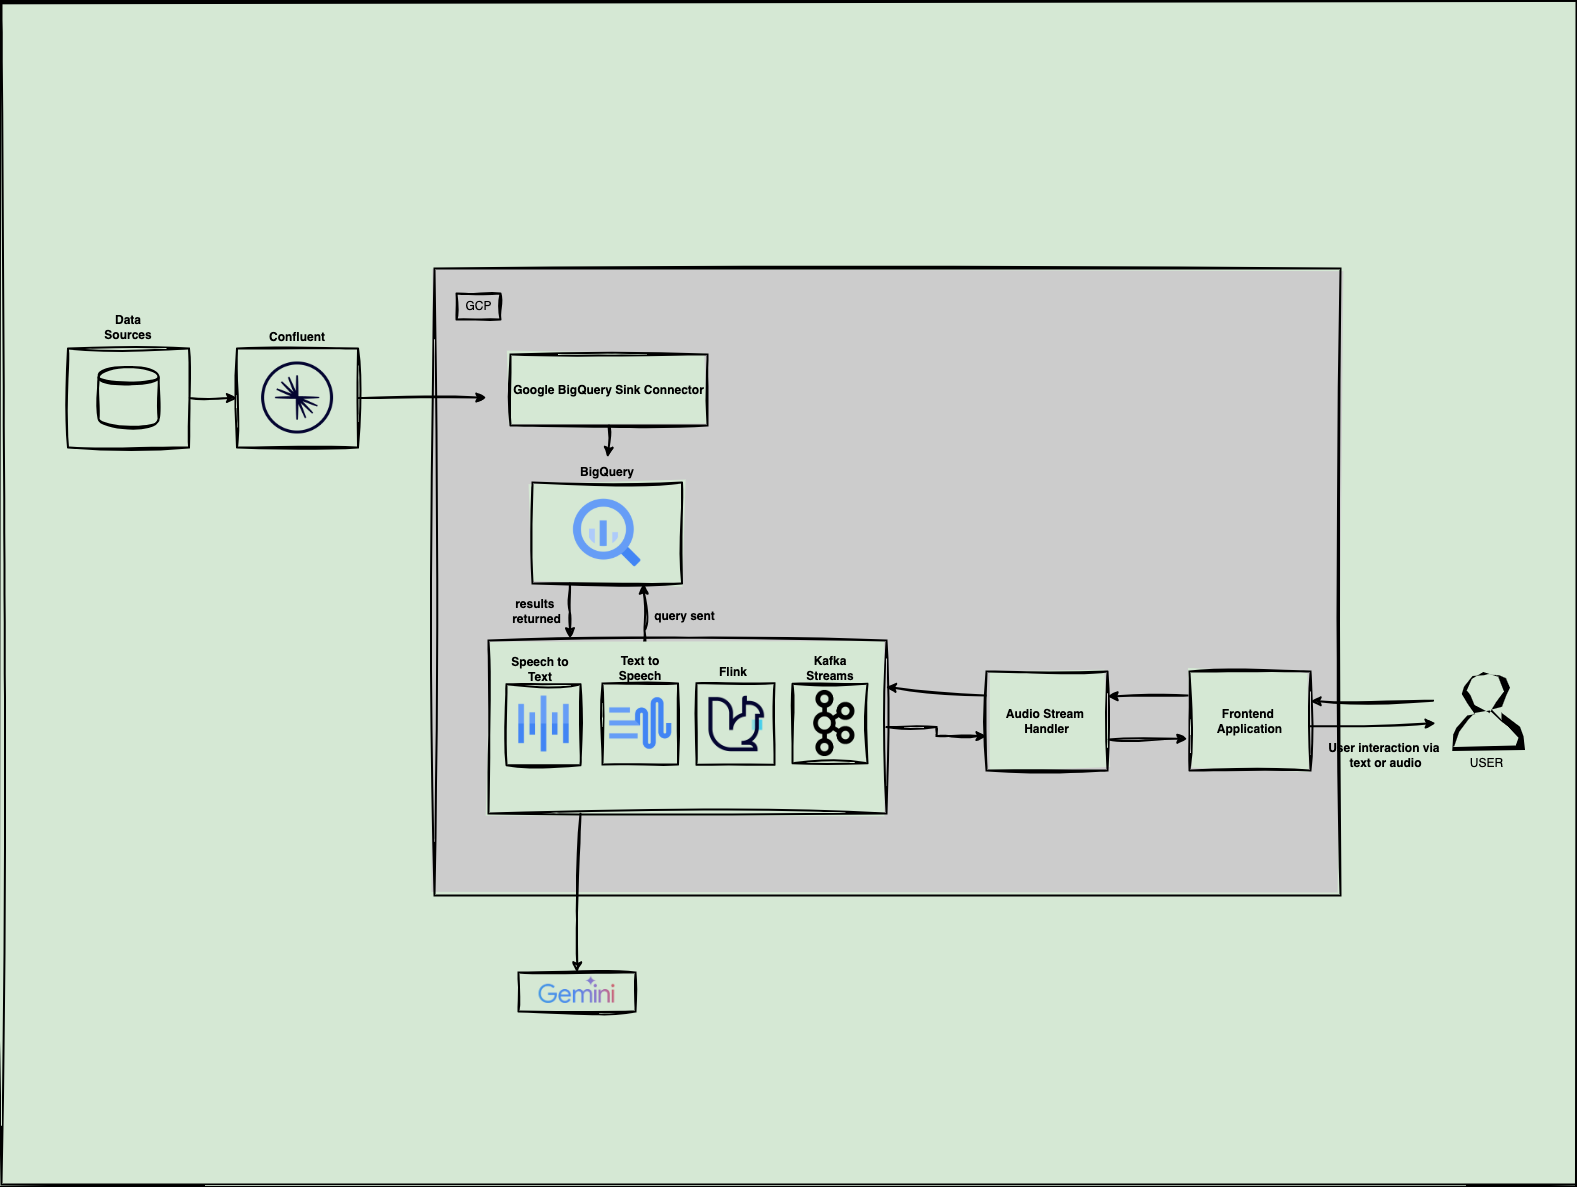 GCP
Data
Sources
Confluent
Google BigQuery Sink Connector
BigQuery
results
returned
query sent
Speech to
Text
Text to
Speech
Flink
Kafka
Streams
Audio Stream
Handler
Frontend
Application
User interaction via
text or audio
USER
Gemini